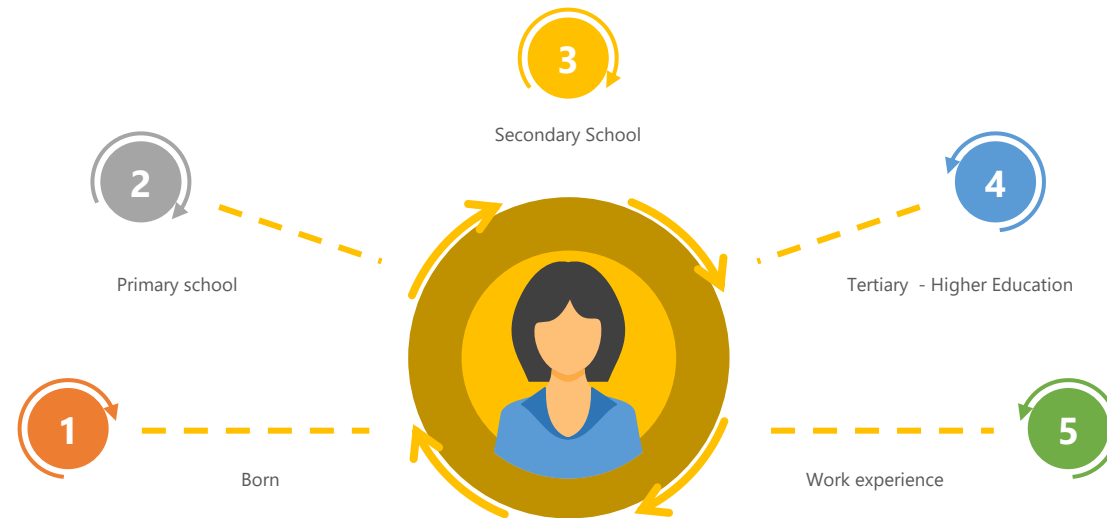 3
Secondary School
2
4
Primary school
Tertiary  - Higher Education
1
5
Born
Work experience